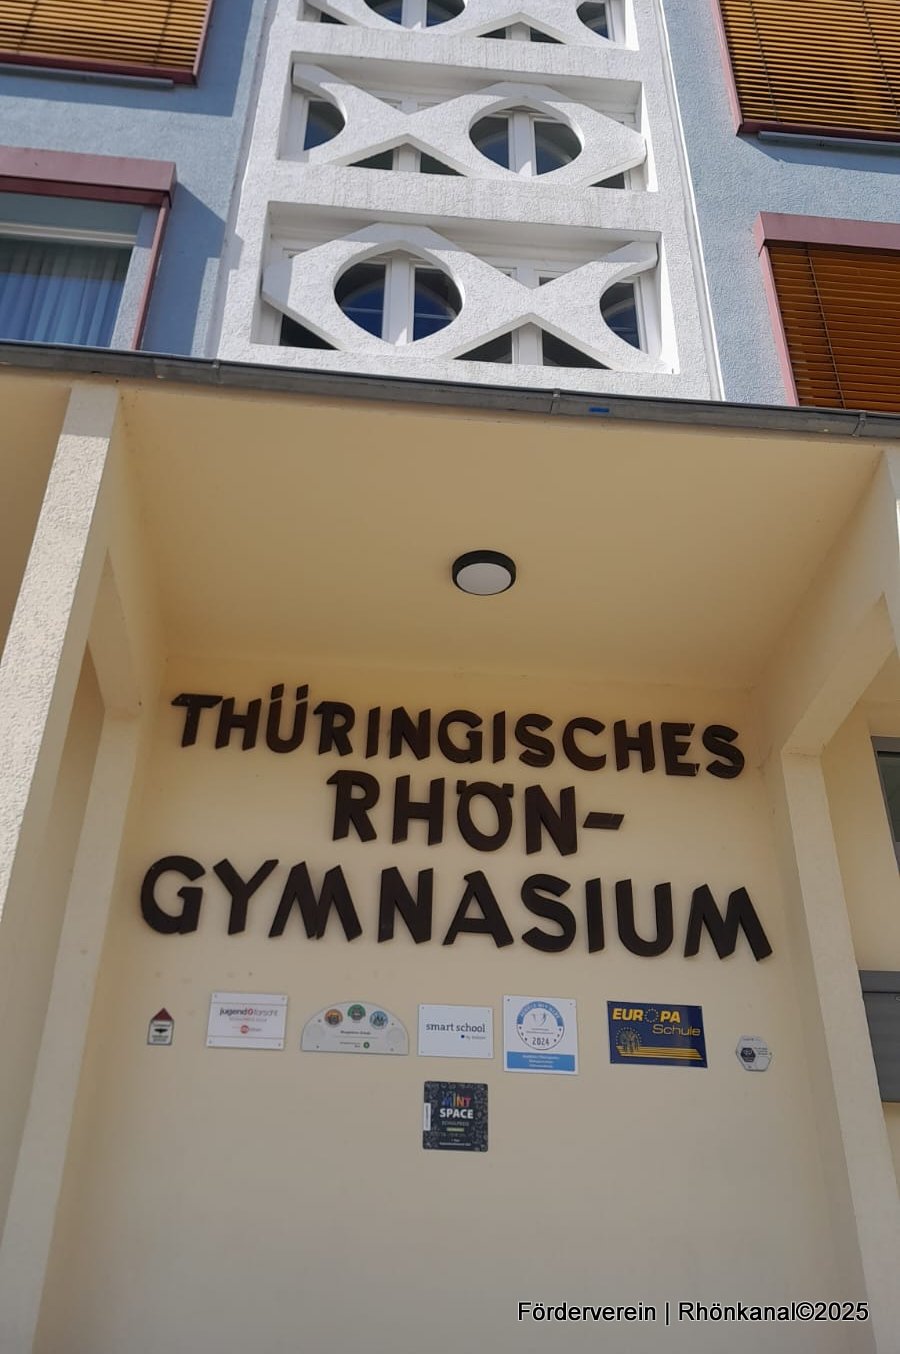 THÜRINGISCHES
RHÖN-
GYMNASIUM
jugend forscht
smart school
2024
EUROPA
Schule
MINT
SPACE
Förderverein | Rhönkanal©2025